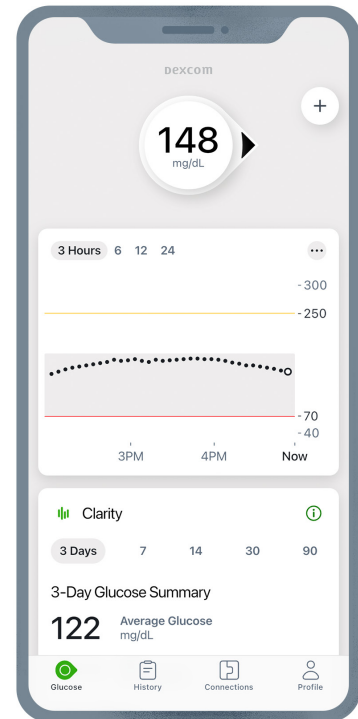 Dexcom
148
mg/dL
+
3 Hours 6 12 24
300
250
70
40
3PM 4PM Now
Clarity
3 Days 7 14 30 90
3-Day Glucose Summary
122 Average Glucose
mg/dL
Glucose History Connections Profile